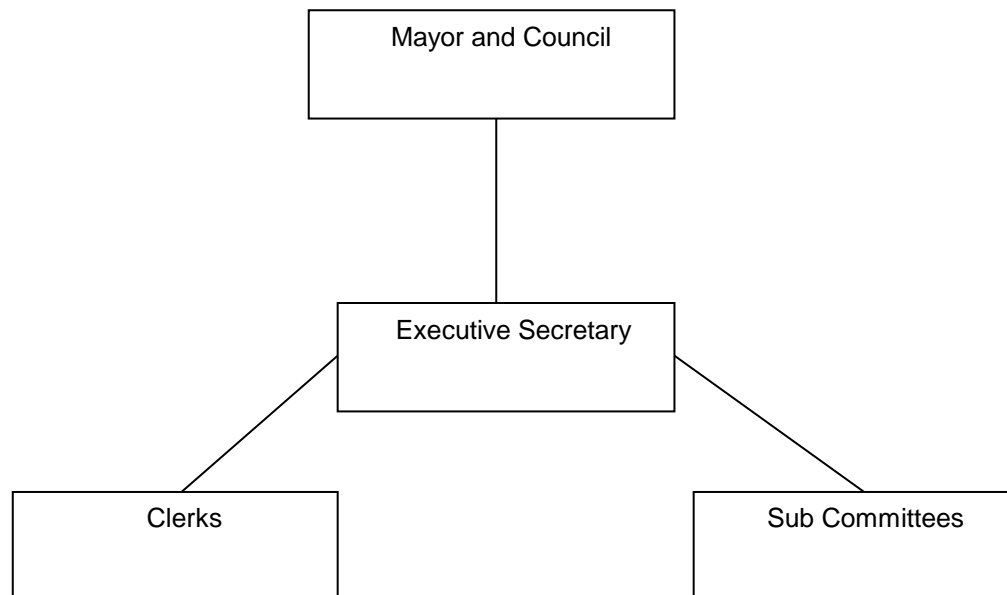 Mayor and Council
Executive Secretary
Clerks
Sub Committees